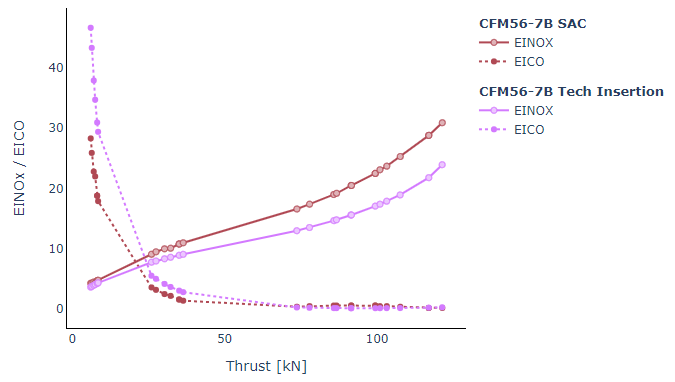 CFM56-7B SAC
EINOX
EICO
CFM56-7B Tech Insertion
EINOX
EICO
EINOx / EICO
40
30
20
10
0
0 50 100
Thrust [kN]